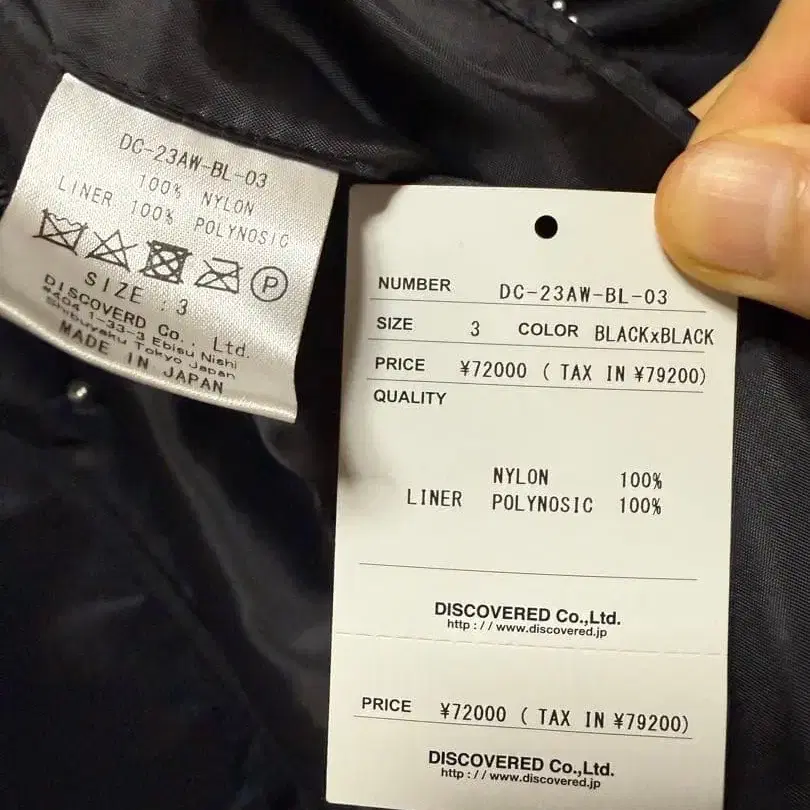 DC-23AW-BL-03
100% NYLON
LINER 100% POLYNOSIC
P
SIZE : 3
DISCOVERD Co., Ltd.
#404 1-33-3 Ebisu Nishi
Shibuyaku Tokyo Japan
MADE IN JAPAN
NUMBER DC-23AW-BL-03
SIZE 3 COLOR BLACKxBLACK
PRICE ¥72000 ( TAX IN ¥79200)
QUALITY
NYLON 100%
LINER POLYNOSIC 100%
DISCOVERED Co.,Ltd.
http : / / www.discovered.jp
PRICE ¥72000 ( TAX IN ¥79200)
DISCOVERED Co.,Ltd.
http : / / www.discovered.jp